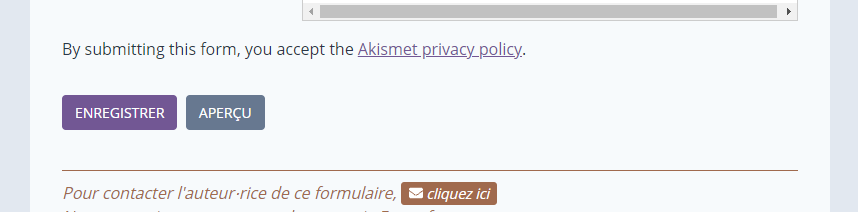 By submitting this form, you accept the Akismet privacy policy.
ENREGISTRER APERÇU
Pour contacter l'auteur·rice de ce formulaire, cliquez ici